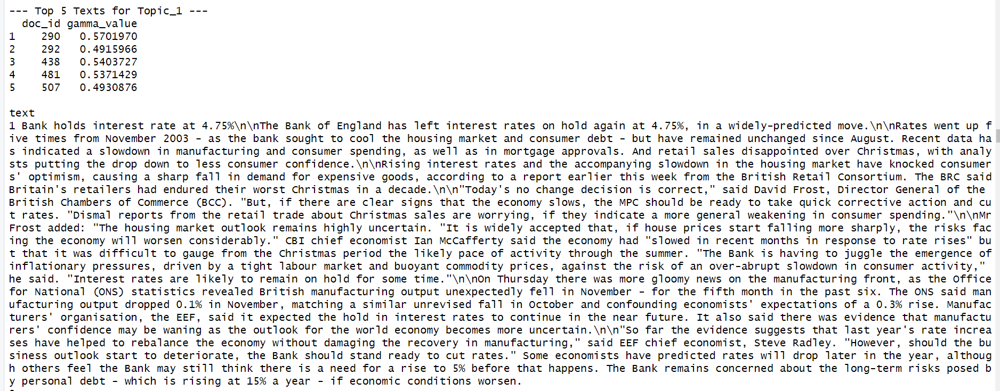 --- Top 5 Texts for Topic_1 ---
  doc_id gamma_value
1    290   0.5701970
2    292   0.4915966
3    438   0.5403727
4    481   0.5371429
5    507   0.4930876

text
1 Bank holds interest rate at 4.75%\n\nThe Bank of England has left interest rates on hold again at 4.75%, in a widely-predicted move.\n\nRates went up f
ive times from November 2003 - as the bank sought to cool the housing market and consumer debt - but have remained unchanged since August. Recent data ha
s indicated a slowdown in manufacturing and consumer spending, as well as in mortgage approvals. And retail sales disappointed over Christmas, with analy
sts putting the drop down to less consumer confidence.\n\nRising interest rates and the accompanying slowdown in the housing market have knocked consumer
s' optimism, causing a sharp fall in demand for expensive goods, according to a report earlier this week from the British Retail Consortium. The BRC said
Britain's retailers had endured their worst Christmas in a decade.\n\n"Today's no change decision is correct," said David Frost, Director General of the
British Chambers of Commerce (BCC). "But, if there are clear signs that the economy slows, the MPC should be ready to take quick corrective action and cu
t rates. "Dismal reports from the retail trade about Christmas sales are worrying, if they indicate a more general weakening in consumer spending."\n\nMr
Frost added: "The housing market outlook remains highly uncertain. "It is widely accepted that, if house prices start falling more sharply, the risks fac
ing the economy will worsen considerably." CBI chief economist Ian McCafferty said the economy had "slowed in recent months in response to rate rises" bu
t that it was difficult to gauge from the Christmas period the likely pace of activity through the summer. "The Bank is having to juggle the emergence of
inflationary pressures, driven by a tight labour market and buoyant commodity prices, against the risk of an over-abrupt slowdown in consumer activity,"
he said. "Interest rates are likely to remain on hold for some time."\n\nOn Thursday there was more gloomy news on the manufacturing front, as the Office
for National (ONS) statistics revealed British manufacturing output unexpectedly fell in November - for the fifth month in the past six. The ONS said man
ufacturing output dropped 0.1% in November, matching a similar unrevised fall in October and confounding economists' expectations of a 0.3% rise. Manufac
turers' organisation, the EEF, said it expected the hold in interest rates to continue in the near future. It also said there was evidence that manufactu
rers' confidence may be waning as the outlook for the world economy becomes more uncertain.\n\n"So far the evidence suggests that last year's rate increa
ses have helped to rebalance the economy without damaging the recovery in manufacturing," said EEF chief economist, Steve Radley. "However, should the bu
siness outlook start to deteriorate, the Bank should stand ready to cut rates." Some economists have predicted rates will drop later in the year, althoug
h others feel the Bank may still think there is a need for a rise to 5% before that happens. The Bank remains concerned about the long-term risks posed b
y personal debt - which is rising at 15% a year - if economic conditions worsen.